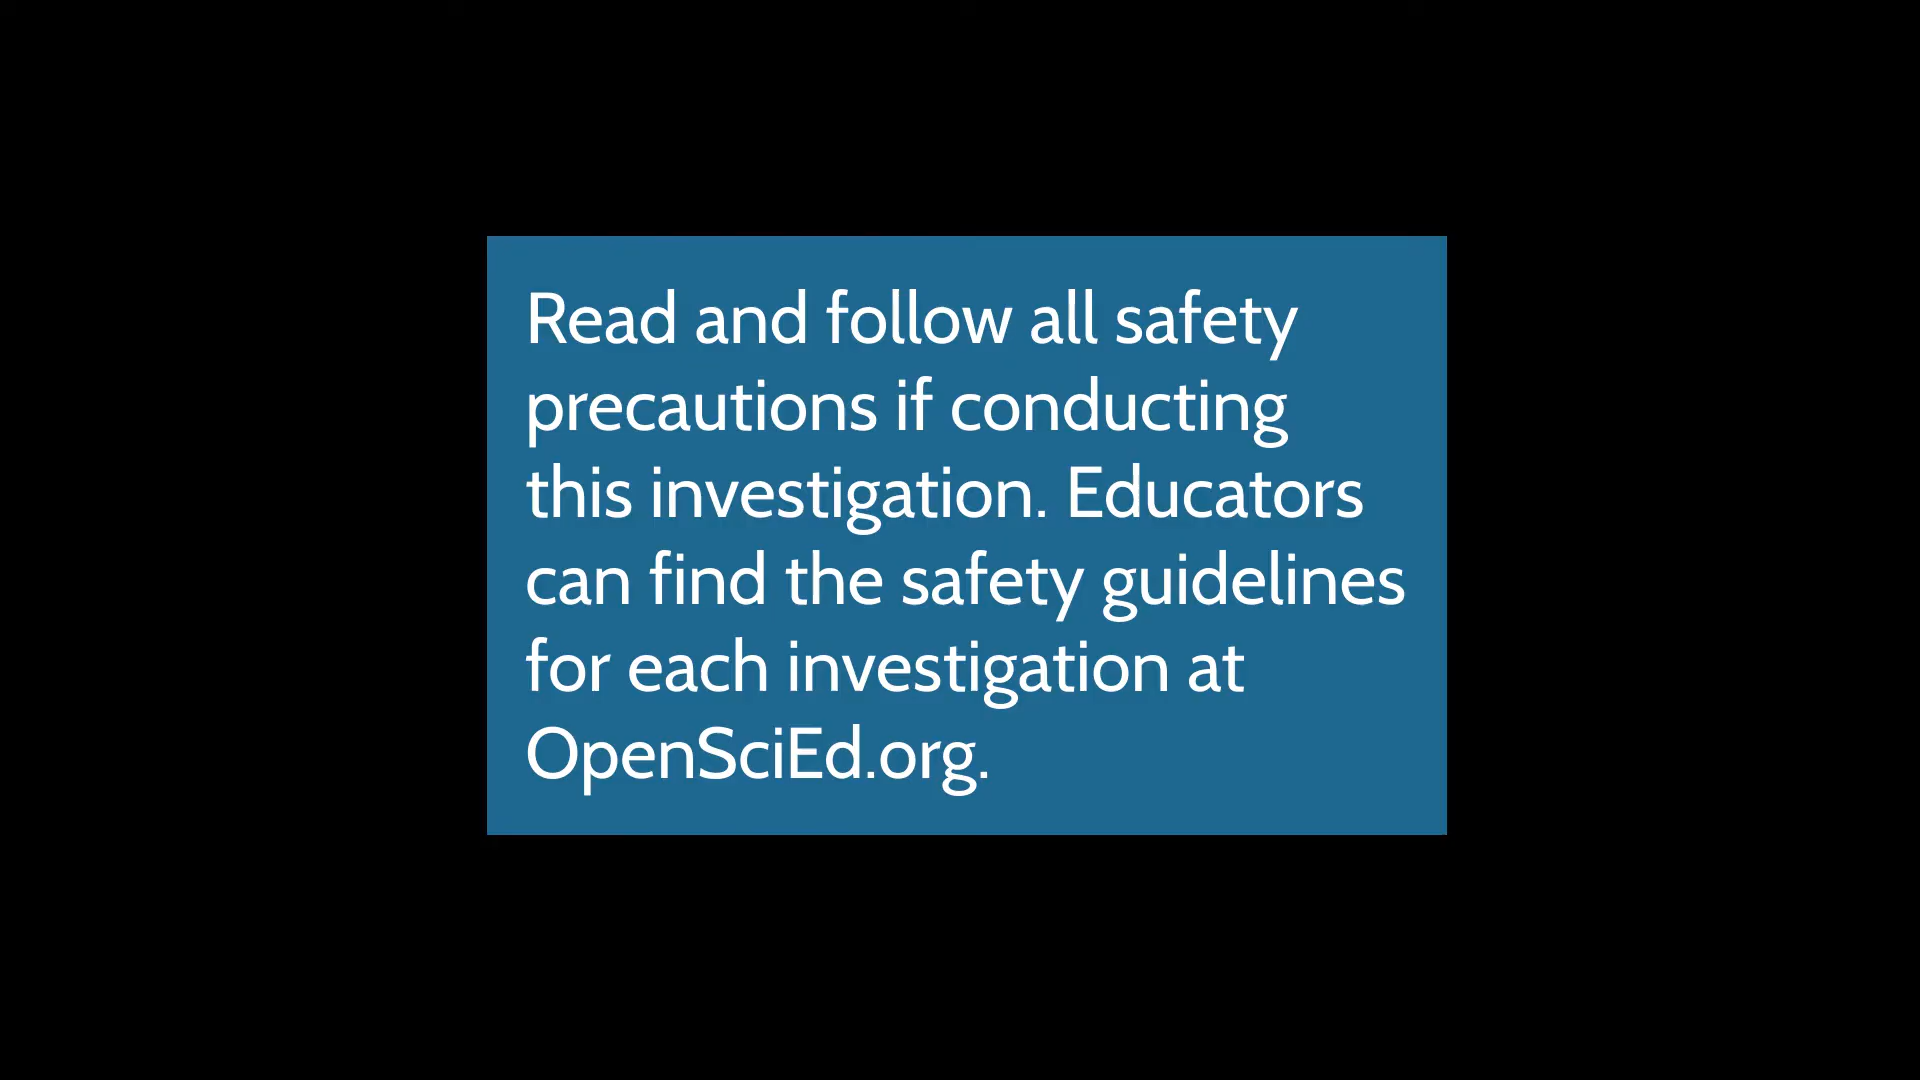 Read and follow all safety
precautions if conducting
this investigation. Educators
can find the safety guidelines
for each investigation at
OpenSciEd.org.